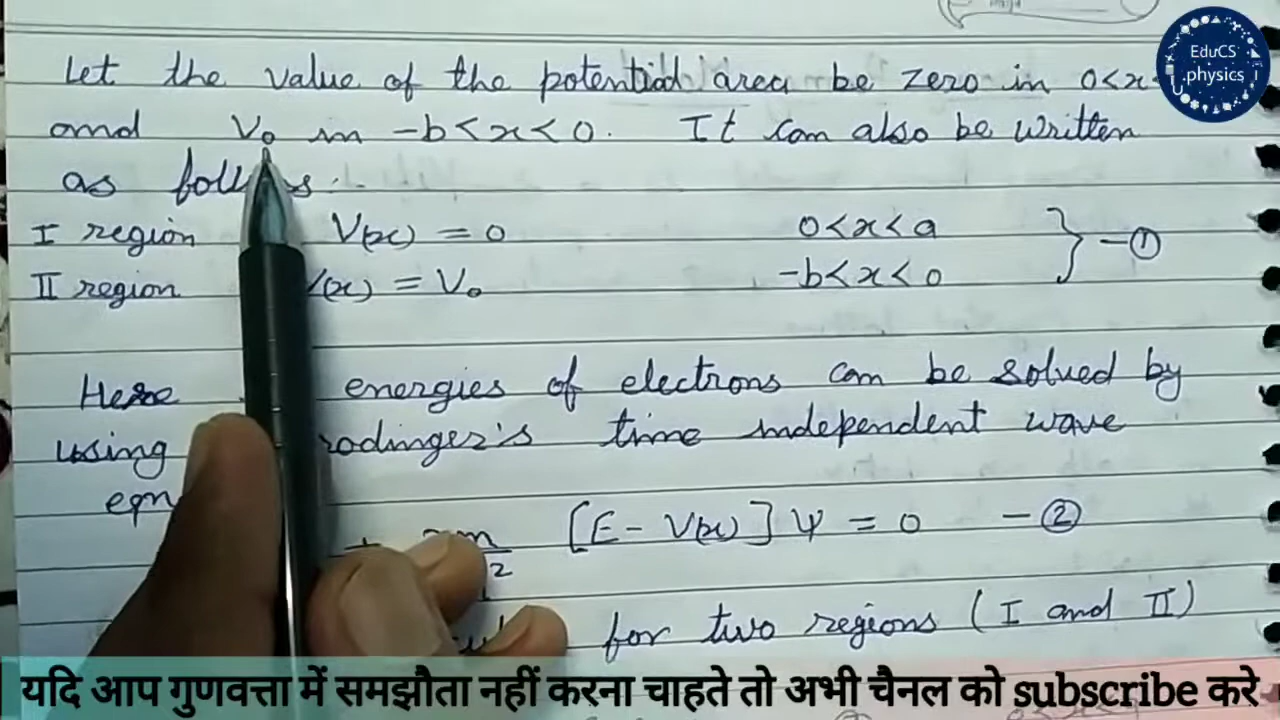 EduCS
.physics
Let the value of the potential area be zero in 0<x
and V₀ in -b<x<0. It can also be written
as
I region V(x) = 0 0<x<a
II region (x) = V₀ -b<x<0 } -①
Here energies of electrons can be solved by
using time independent wave
eqn
[E - V(x)]ψ = 0 -②
for two regions (I and II)
यदि आप गुणवत्ता में समझौता नहीं करना चाहते तो अभी चैनल को subscribe करे